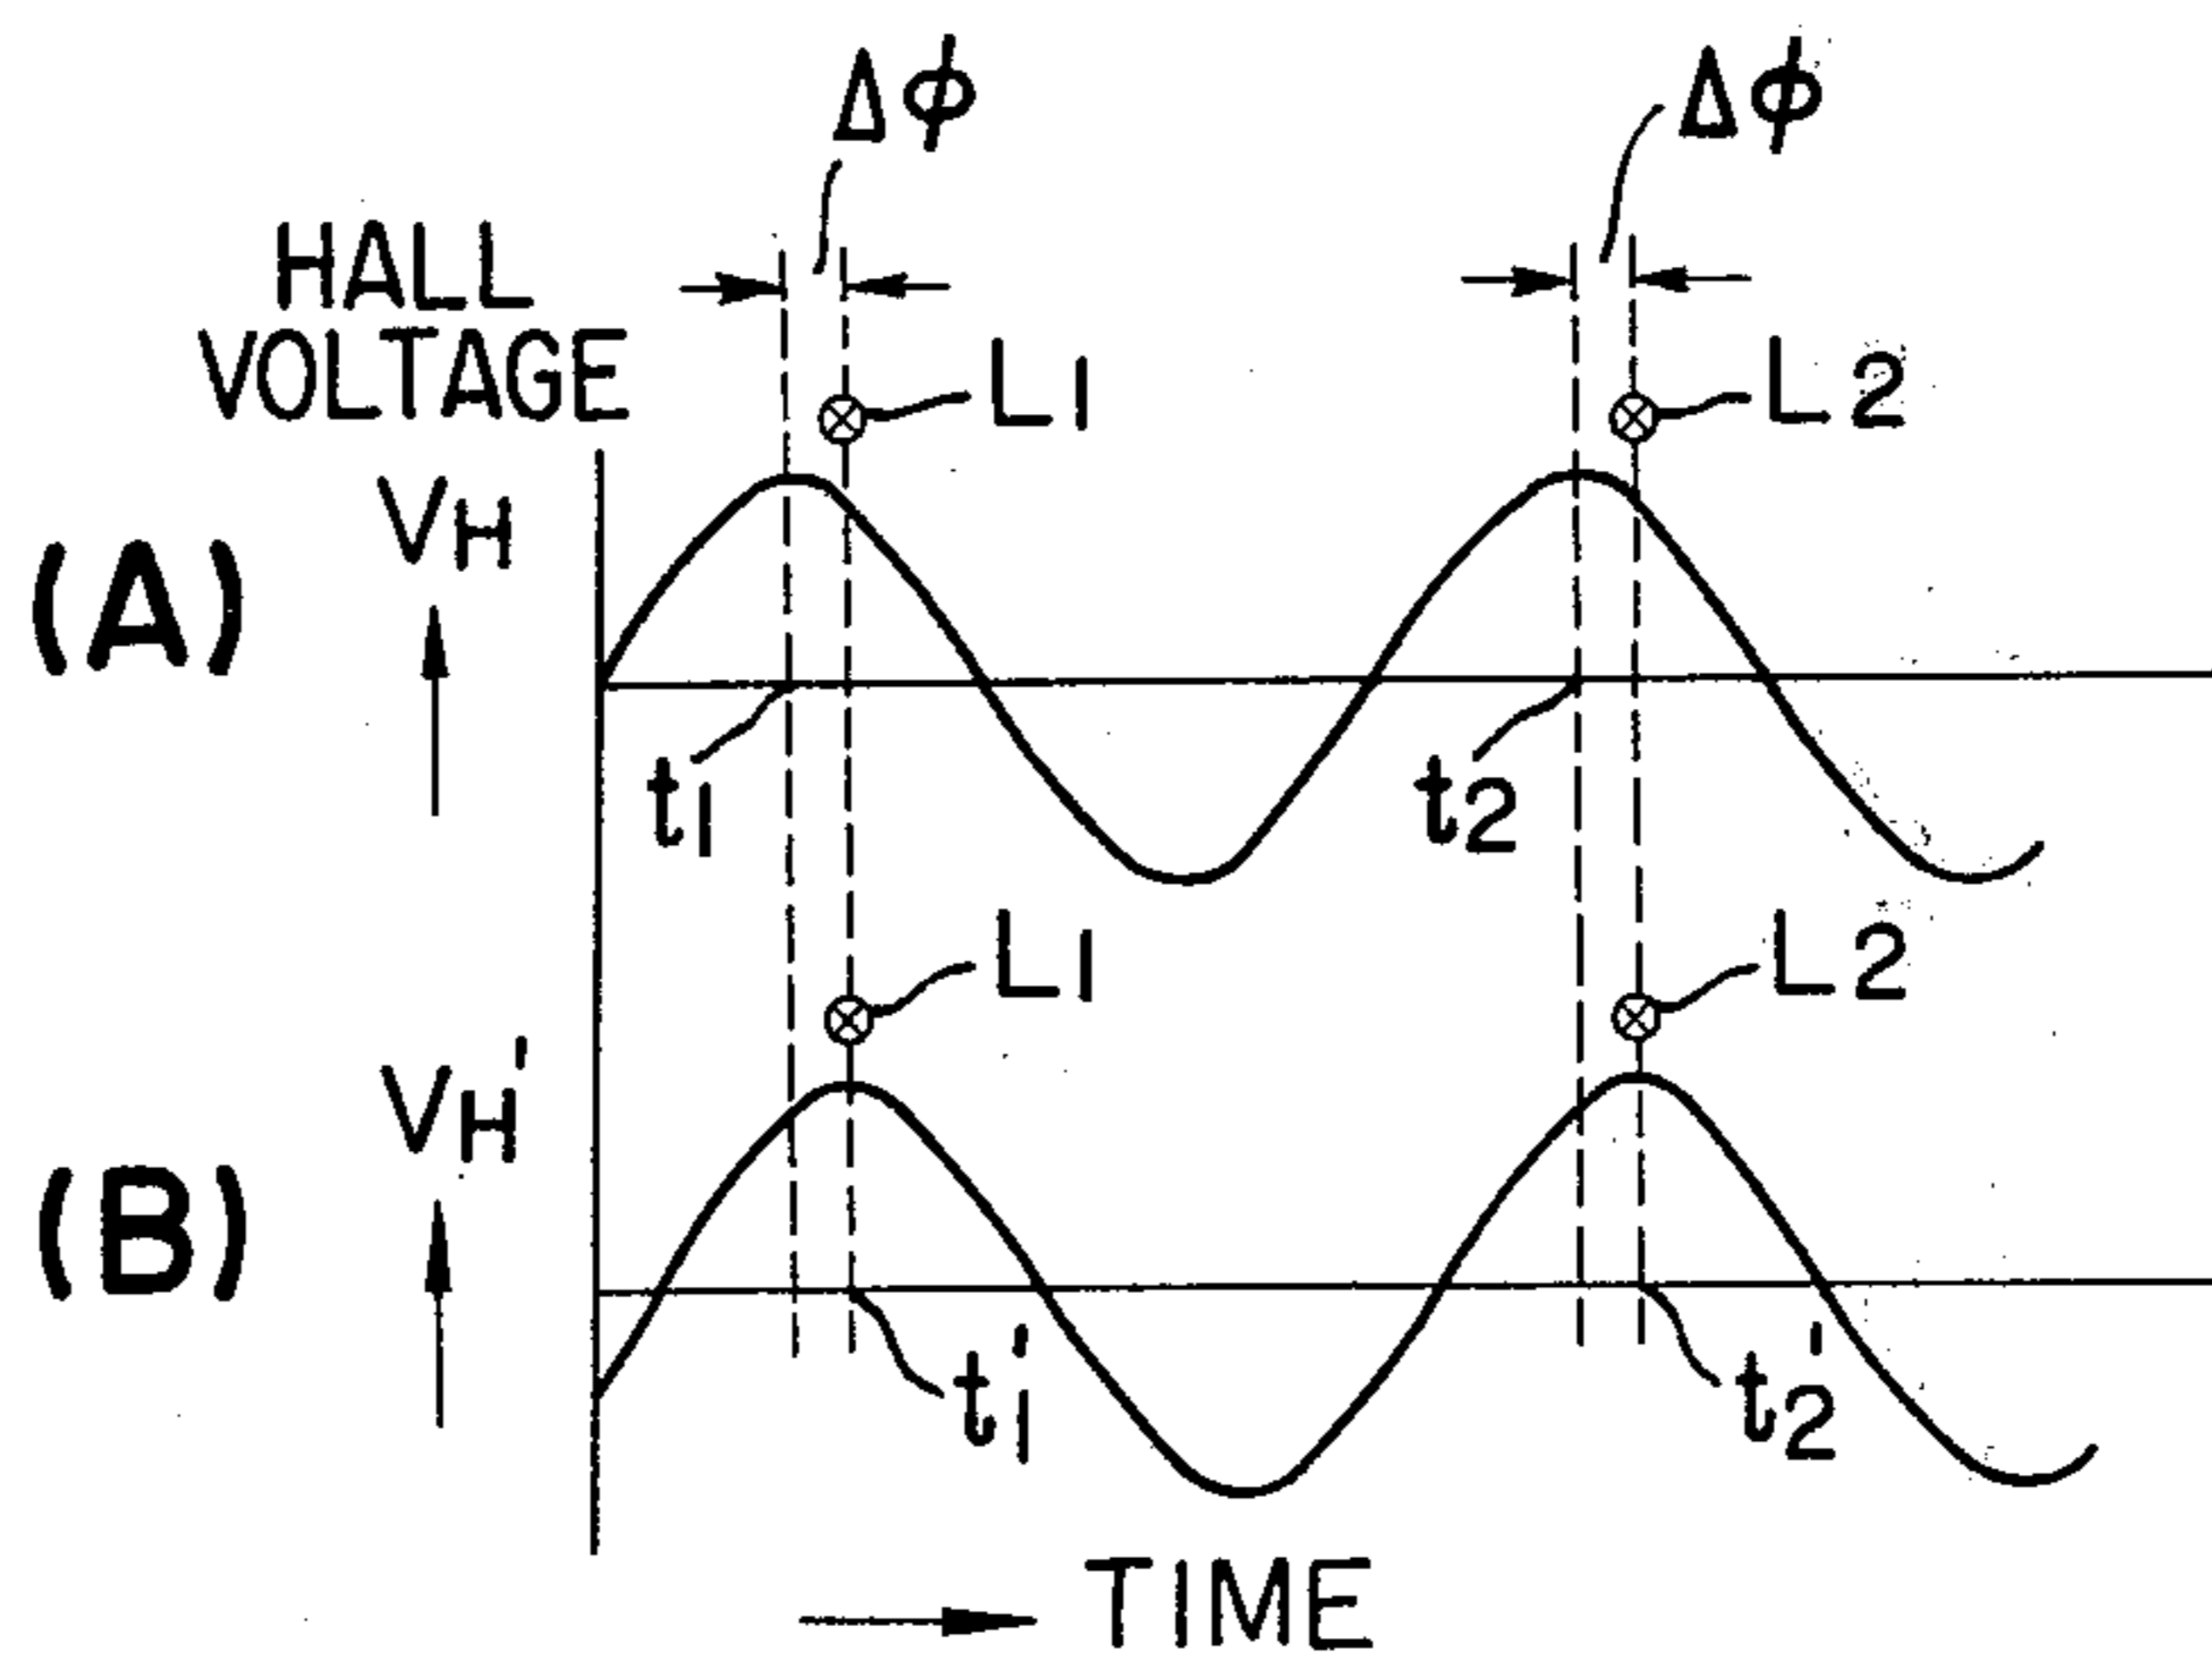 Δφ Δφ
HALL
VOLTAGE
L1 L2
VH
(A)
t1 t2
L1 L2
VH'
(B)
t1' t2'
TIME